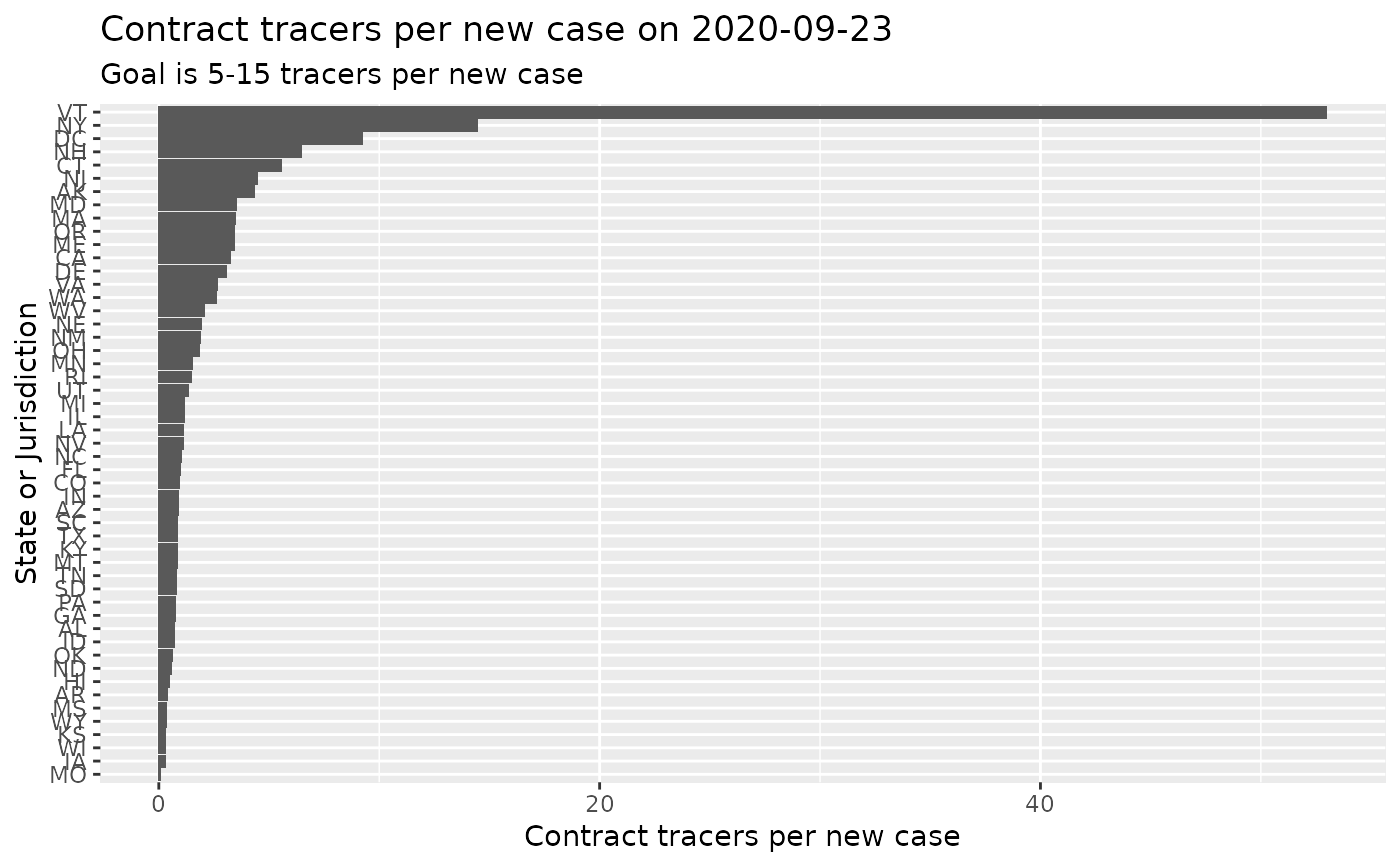 Contract tracers per new case on 2020-09-23
Goal is 5-15 tracers per new case
State or Jurisdiction
VT
NY
DC
NH
CT
NJ
AK
MD
MA
OR
ME
CA
DE
VA
WA
WV
NE
NM
OH
MN
RI
UT
MI
IL
LA
NV
NC
FL
CO
IN
AZ
SC
TX
KY
MT
TN
SD
PA
GA
AL
ID
OK
ND
HI
AR
MS
WY
KS
WI
IA
MO
0 20 40
Contract tracers per new case